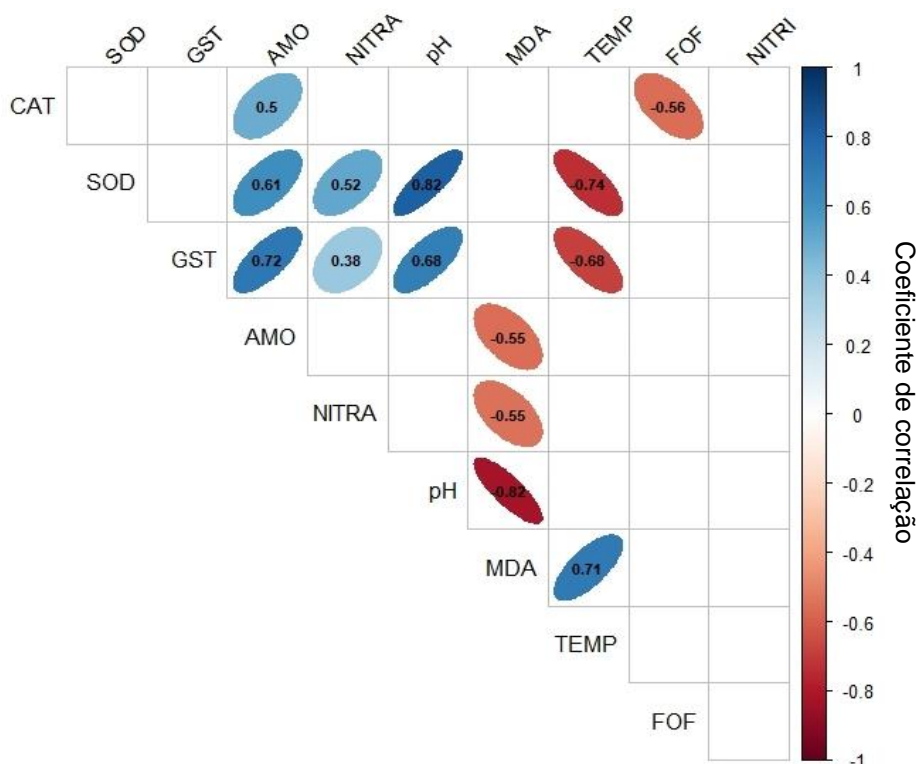 SOD GST AMO NITRA pH MDA TEMP FOF NITRI
CAT 0.5 -0.56
SOD 0.61 0.52 0.82 -0.74
GST 0.72 0.38 0.68 -0.68
AMO -0.55
NITRA -0.55
pH -0.82
MDA 0.71
TEMP
FOF
1
0.8
0.6
0.4
0.2
0
-0.2
-0.4
-0.6
-0.8
-1
Coeficiente de correlação